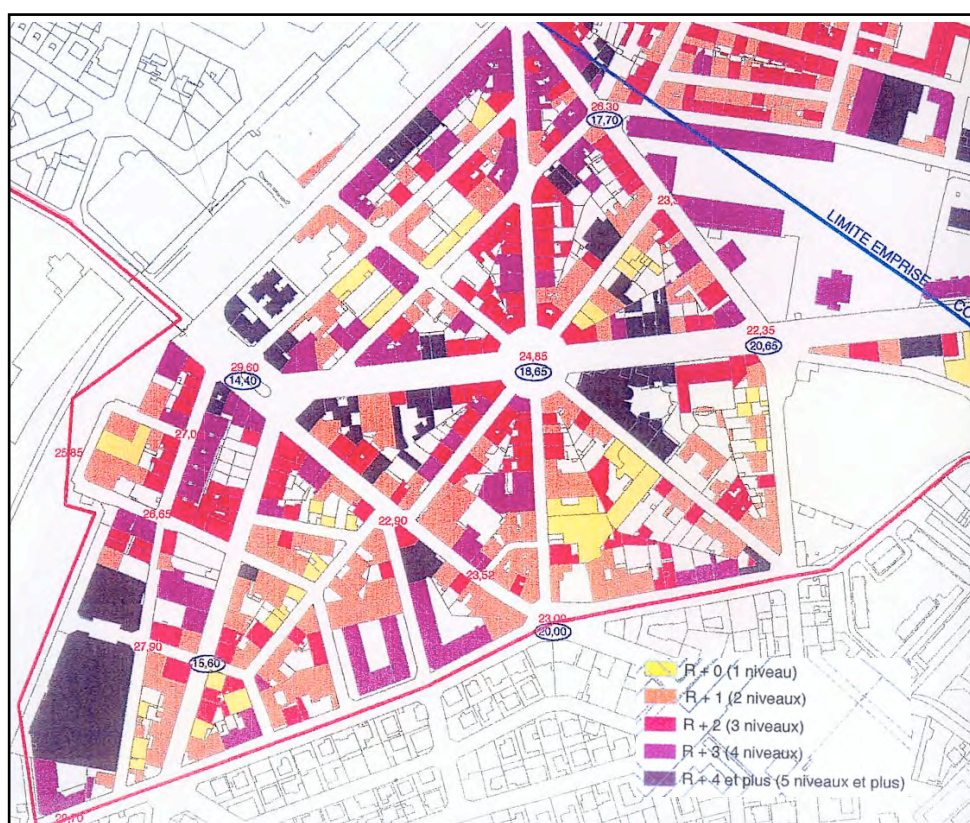 26.30
17,70
23,
LIMITE EMPRISE
CO
22,35
20,65
24,85
18,65
29,60
14,40
27,0
25,85
26,65
22,90
23,52
23,00
20,00
27,90
15,60
R + 0 (1 niveau)
R + 1 (2 niveaux)
R + 2 (3 niveaux)
R + 3 (4 niveaux)
R + 4 et plus (5 niveaux et plus)